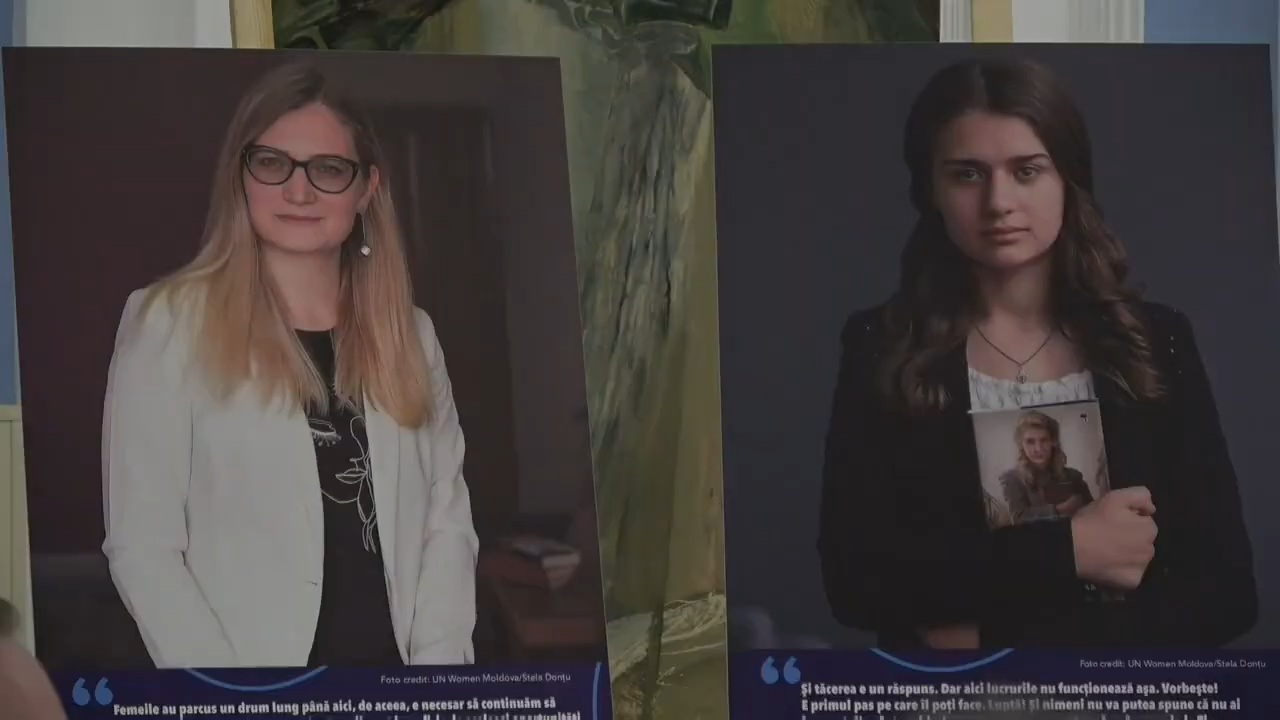 Foto credit: UN Women Moldova/Stela Donțu
Femeile au parcus un drum lung până aici, de aceea, e necesar să continuăm să
Foto credit: UN Women Moldova/Stela Donțu
Și tăcerea e un răspuns. Dar aici lucrurile nu funcționează așa. Vorbește!
E primul pas pe care îl poți face. Luptă! Și nimeni nu va putea spune că nu ai